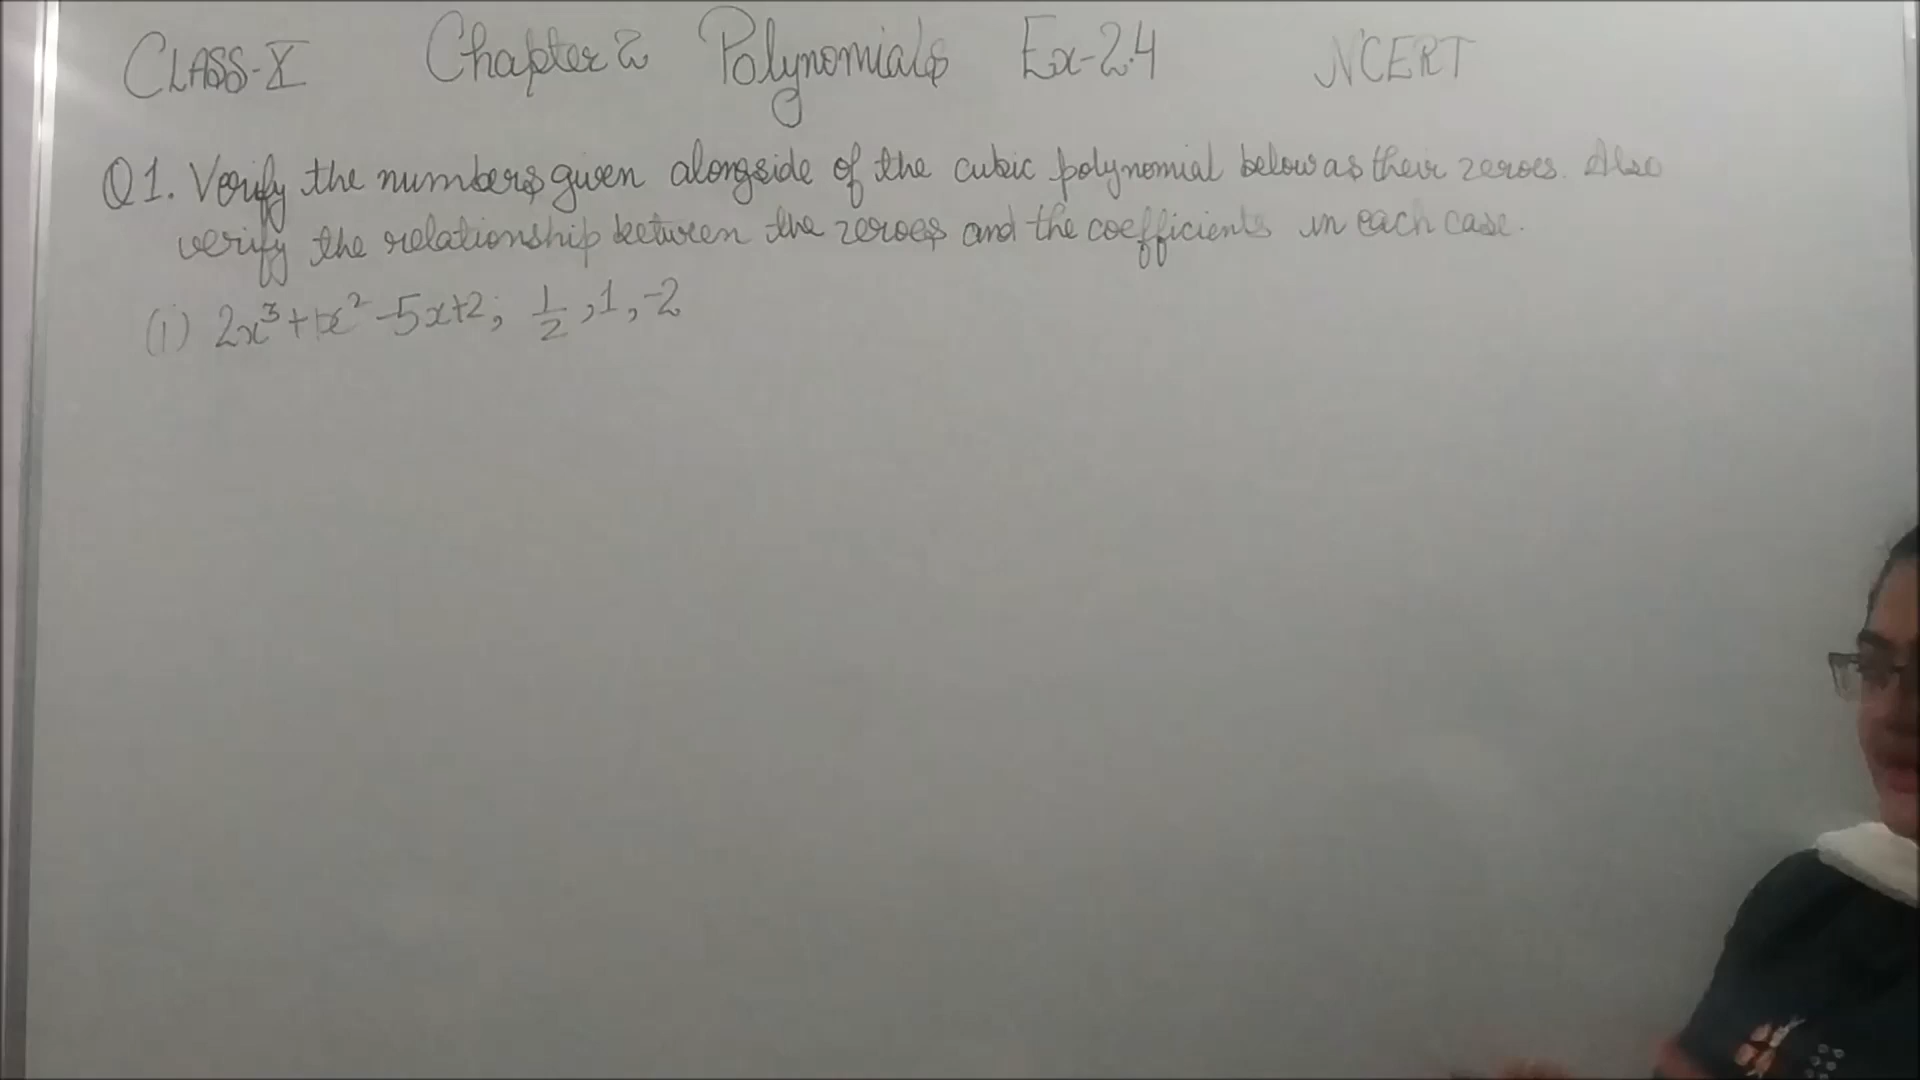 CLASS-X Chapter 2 Polynomials Ex-2.4 NCERT
Q1. Verify the numbers given alongside of the cubic polynomial below as their zeroes. Also
verify the relationship between the zeroes and the coefficients in each case.
(i) 2x³+x²-5x+2; 1/2, 1, -2